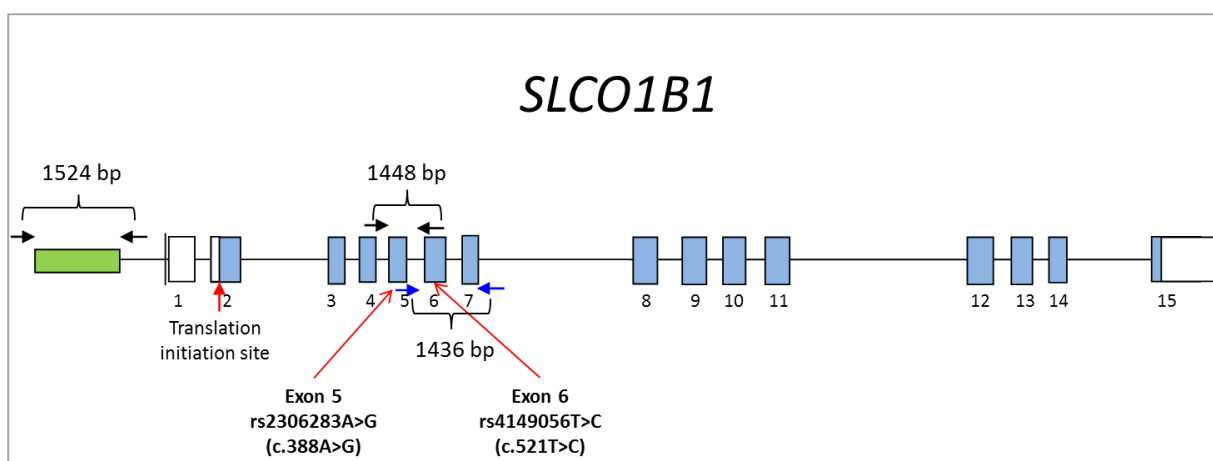 SLCO1B1
1524 bp
1448 bp
1 2 3 4 5 6 7 8 9 10 11 12 13 14 15
Translation
initiation site
1436 bp
Exon 5
rs2306283A>G
(c.388A>G)
Exon 6
rs4149056T>C
(c.521T>C)